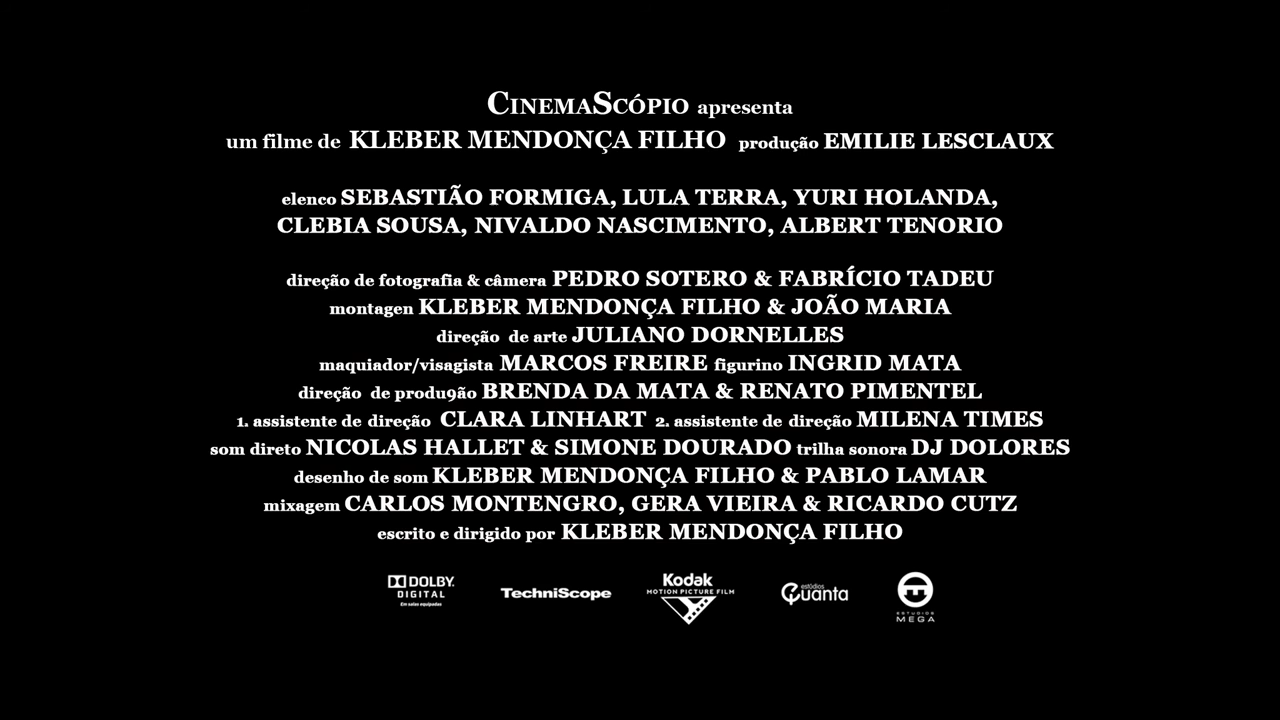 CINEMASCÓPIO apresenta
um filme de KLEBER MENDONÇA FILHO produção EMILIE LESCLAUX
elenco SEBASTIÃO FORMIGA, LULA TERRA, YURI HOLANDA,
CLEBIA SOUSA, NIVALDO NASCIMENTO, ALBERT TENORIO
direção de fotografia & câmera PEDRO SOTERO & FABRÍCIO TADEU
montagen KLEBER MENDONÇA FILHO & JOÃO MARIA
direção de arte JULIANO DORNELLES
maquiador/visagista MARCOS FREIRE figurino INGRID MATA
direção de produ9ão BRENDA DA MATA & RENATO PIMENTEL
1. assistente de direção CLARA LINHART 2. assistente de direção MILENA TIMES
som direto NICOLAS HALLET & SIMONE DOURADO trilha sonora DJ DOLORES
desenho de som KLEBER MENDONÇA FILHO & PABLO LAMAR
mixagem CARLOS MONTENGRO, GERA VIEIRA & RICARDO CUTZ
escrito e dirigido por KLEBER MENDONÇA FILHO
DOLBY
DIGITAL
Em salas equipadas
TechniScope
Kodak
MOTION PICTURE FILM
estúdios
Quanta
ESTUDIOS
MEGA